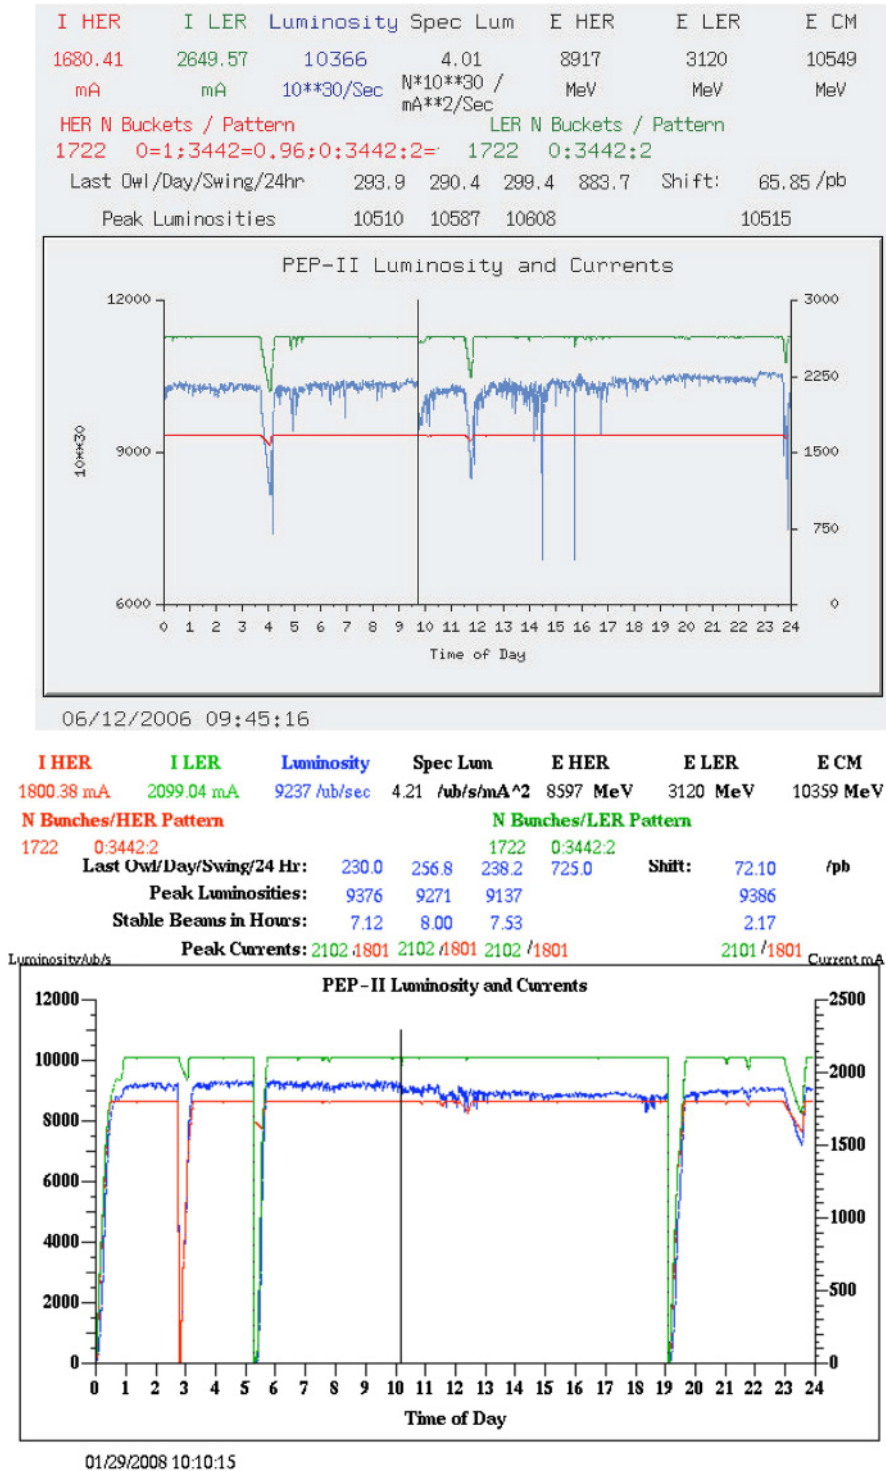 I HER I LER Luminosity Spec Lum E HER E LER E CM
1680.41 2649.57 10366 4.01 8917 3120 10549
mA mA 10**30/Sec N*10**30 / mA**2/Sec MeV MeV MeV
HER N Buckets / Pattern LER N Buckets / Pattern
1722 0=1;3442=0.96;0:3442:2= 1722 0:3442:2
Last Owl/Day/Swing/24hr 293.9 290.4 299.4 883.7 Shift: 65.85 /pb
Peak Luminosities 10510 10587 10608 10515
PEP-II Luminosity and Currents
12000 3000
2250
10**30
9000 1500
750
6000 0
0 1 2 3 4 5 6 7 8 9 10 11 12 13 14 15 16 17 18 19 20 21 22 23 24
Time of Day
06/12/2006 09:45:16
I HER I LER Luminosity Spec Lum E HER E LER E CM
1800.38 mA 2099.04 mA 9237 /ub/sec 4.21 /ub/s/mA^2 8597 MeV 3120 MeV 10359 MeV
N Bunches/HER Pattern N Bunches/LER Pattern
1722 0:3442:2 1722 0:3442:2
Last Owl/Day/Swing/24 Hr: 230.0 256.8 238.2 725.0 Shift: 72.10 /pb
Peak Luminosities: 9376 9271 9137 9386
Stable Beams in Hours: 7.12 8.00 7.53 2.17
Peak Currents: 2102 /1801 2102 /1801 2102 /1801 2101 /1801
Luminosity/ub/s Current mA
PEP-II Luminosity and Currents
12000 2500
10000 2000
8000
1500
6000
1000
4000
2000 500
0 0
0 1 2 3 4 5 6 7 8 9 10 11 12 13 14 15 16 17 18 19 20 21 22 23 24
Time of Day
01/29/2008 10:10:15